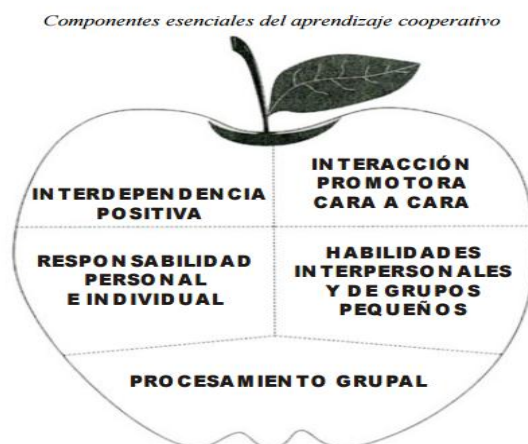 Componentes esenciales del aprendizaje cooperativo
INTERDEPENDENCIA
POSITIVA
INTERACCIÓN
PROMOTORA
CARA A CARA
RESPONSABILIDAD
PERSONAL
E INDIVIDUAL
HABILIDADES
INTERPERSONALES
Y DE GRUPOS
PEQUEÑOS
PROCESAMIENTO GRUPAL